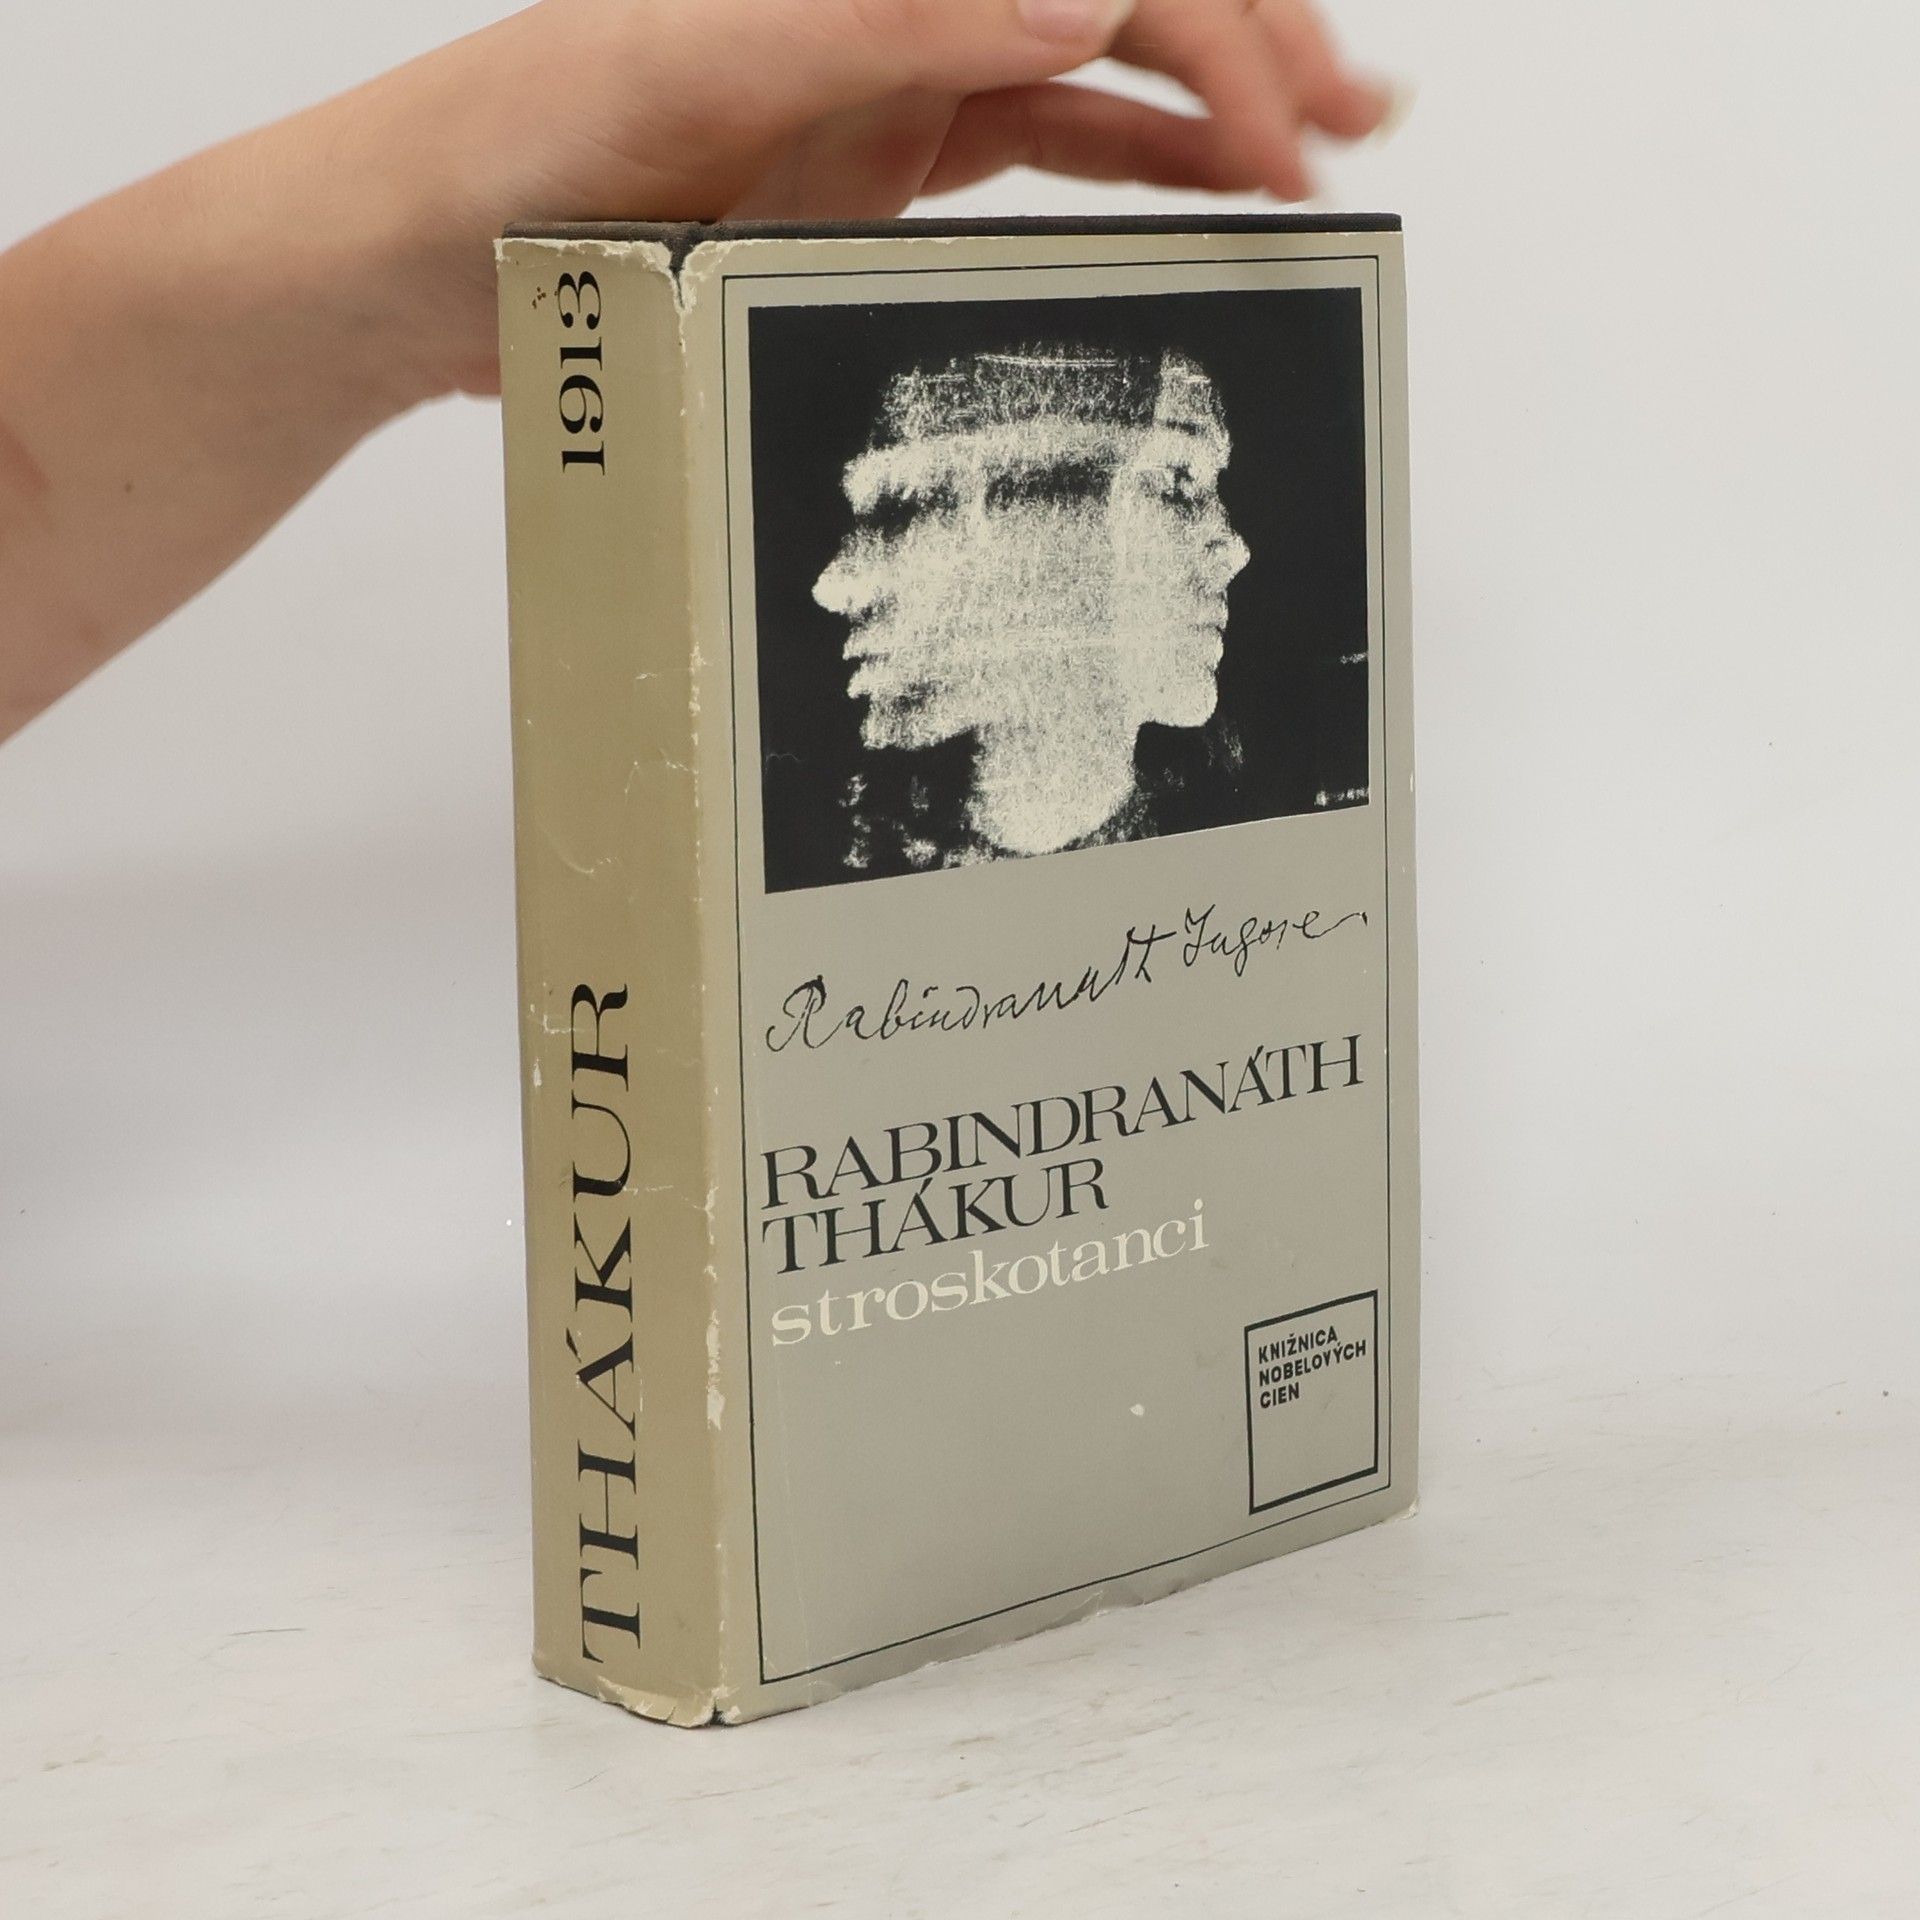 1913
THÁKUR
Rabindranath Tagore
RABINDRANÁTH
THÁKUR
stroskotanci
KNIŽNICA
NOBELOVÝCH
CIEN